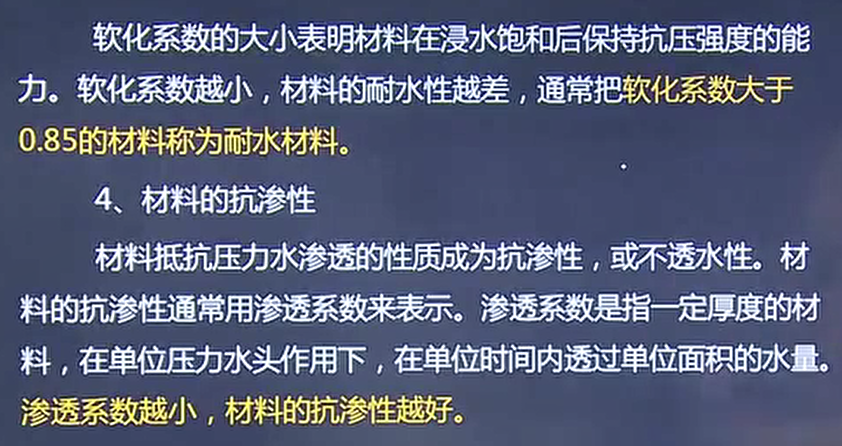 软化系数的大小表明材料在浸水饱和后保持抗压强度的能
力。软化系数越小，材料的耐水性越差，通常把软化系数大于
0.85的材料称为耐水材料。
4、材料的抗渗性
材料抵抗压力水渗透的性质成为抗渗性，或不透水性。材
料的抗渗性通常用渗透系数来表示。渗透系数是指一定厚度的材
料，在单位压力水头作用下，在单位时间内透过单位面积的水量。
渗透系数越小，材料的抗渗性越好。